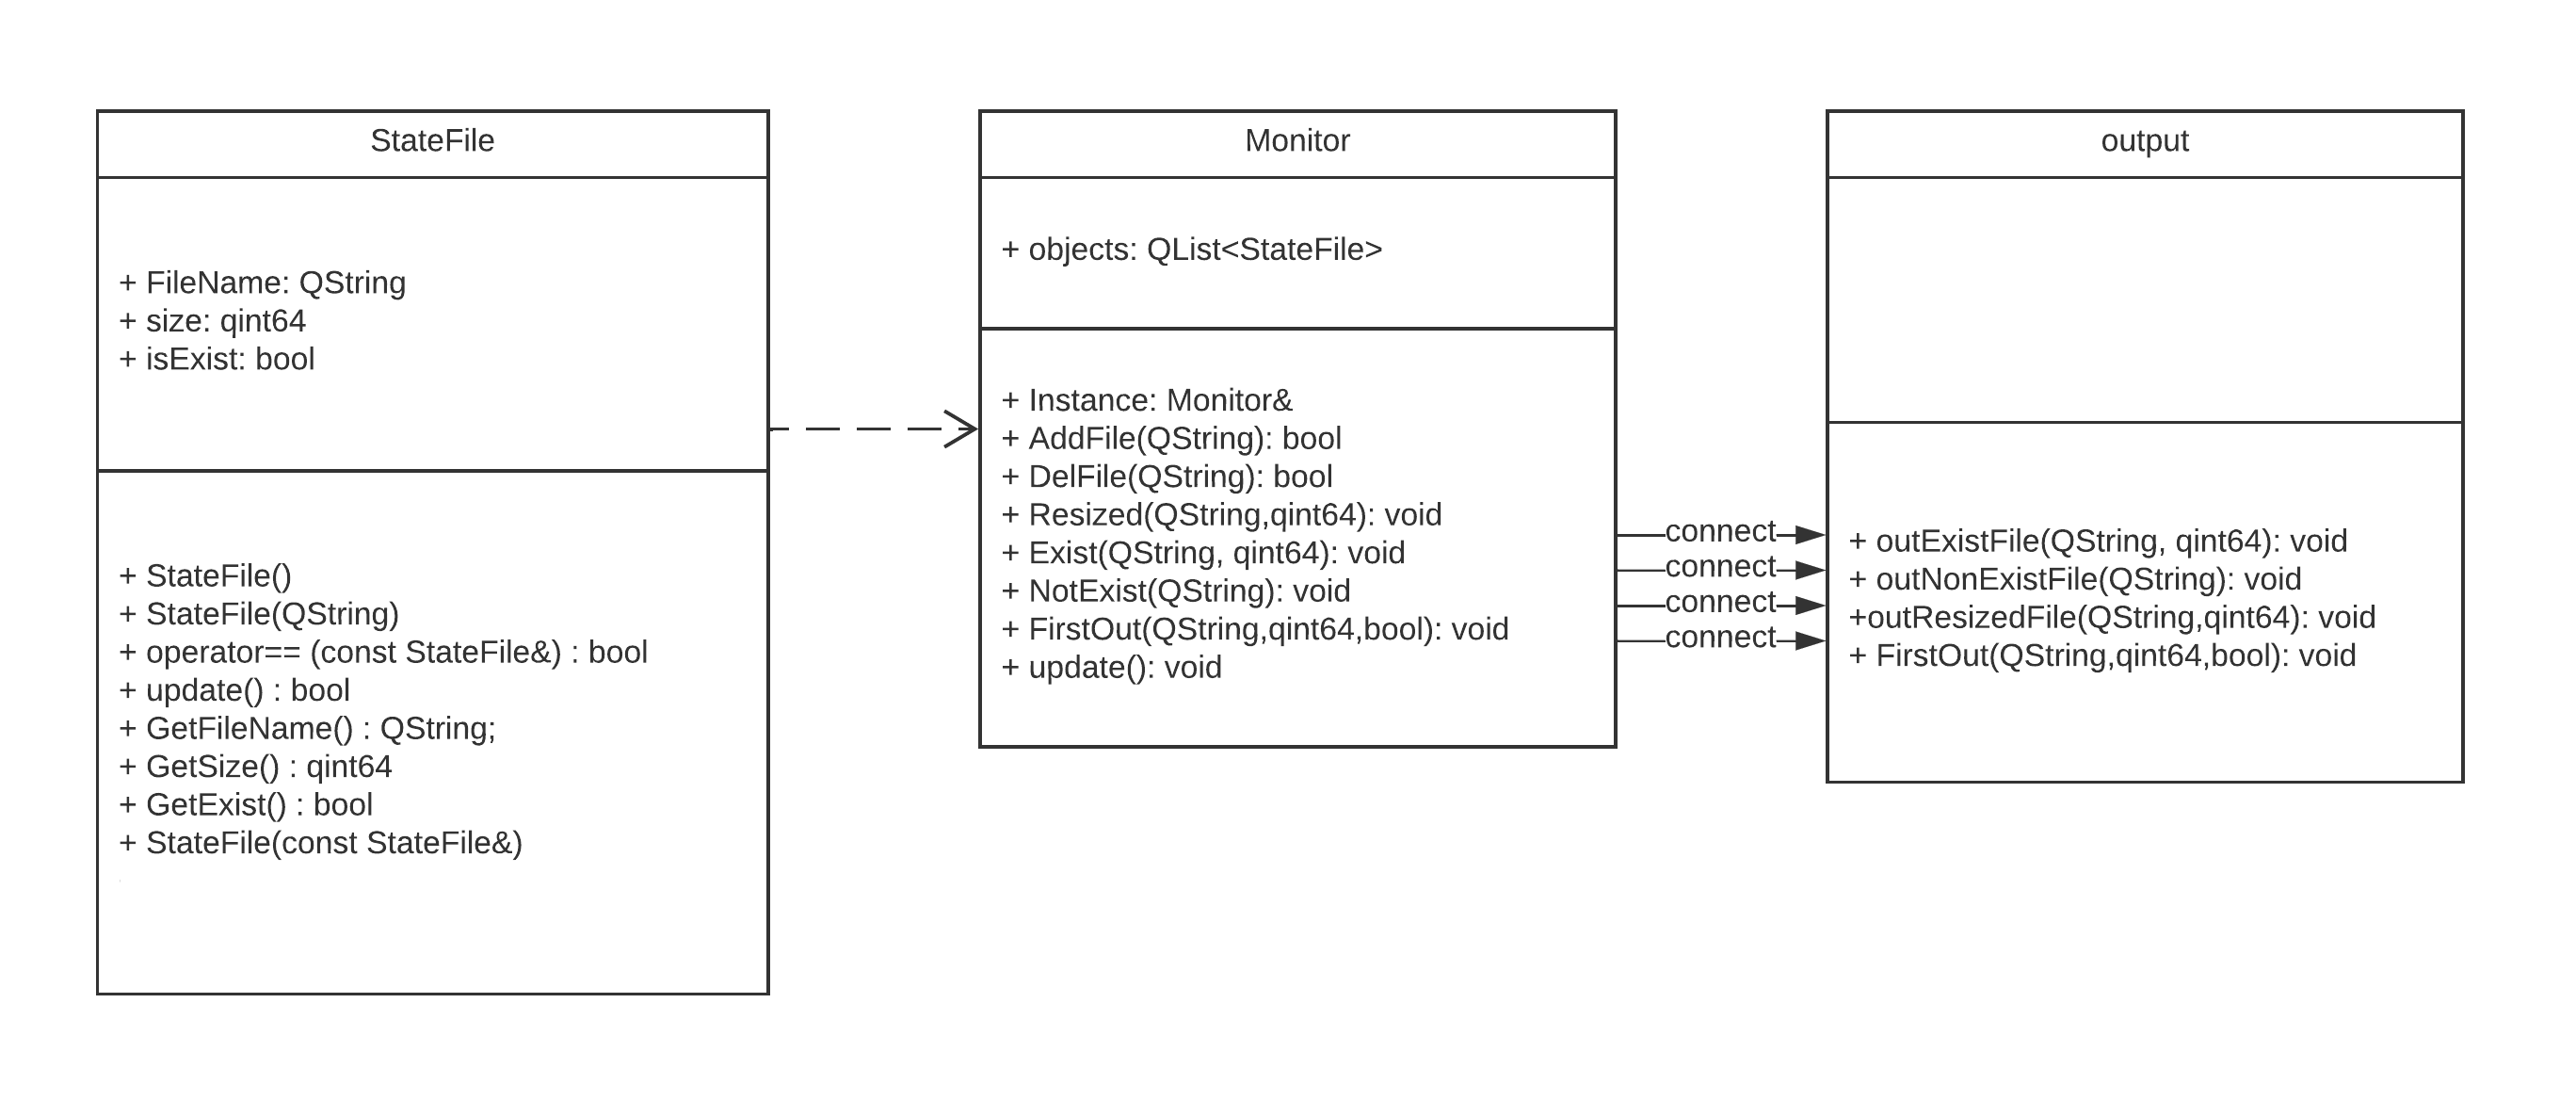 StateFile
+ FileName: QString
+ size: qint64
+ isExist: bool
+ StateFile()
+ StateFile(QString)
+ operator== (const StateFile&) : bool
+ update() : bool
+ GetFileName() : QString;
+ GetSize() : qint64
+ GetExist() : bool
+ StateFile(const StateFile&)
Monitor
+ objects: QList<StateFile>
+ Instance: Monitor&
+ AddFile(QString): bool
+ DelFile(QString): bool
+ Resized(QString,qint64): void
+ Exist(QString, qint64): void
+ NotExist(QString): void
+ FirstOut(QString,qint64,bool): void
+ update(): void
connect
connect
connect
connect
output
+ outExistFile(QString, qint64): void
+ outNonExistFile(QString): void
+outResizedFile(QString,qint64): void
+ FirstOut(QString,qint64,bool): void